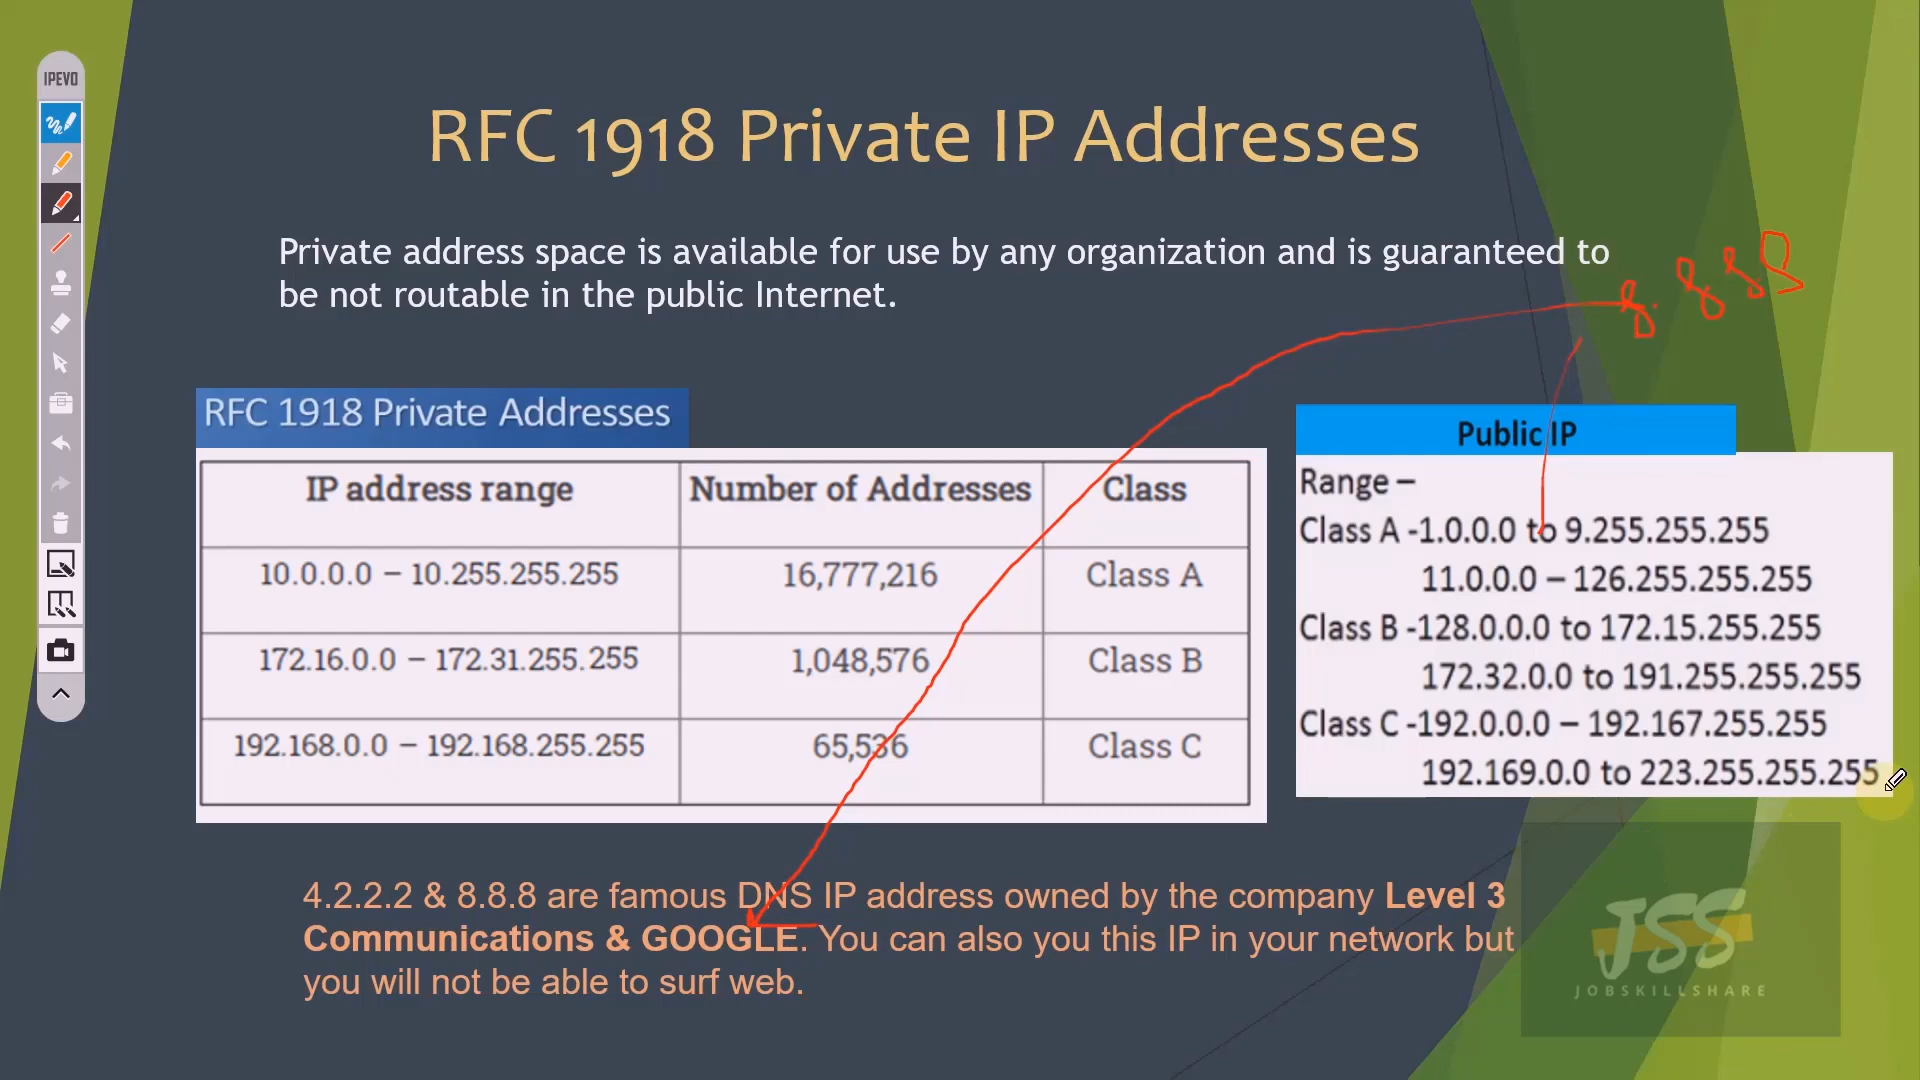 IPEVO
RFC 1918 Private IP Addresses
Private address space is available for use by any organization and is guaranteed to
be not routable in the public Internet.
8.8.8.8
RFC 1918 Private Addresses
IP address range Number of Addresses Class
10.0.0.0 – 10.255.255.255 16,777,216 Class A
172.16.0.0 – 172.31.255.255 1,048,576 Class B
192.168.0.0 – 192.168.255.255 65,536 Class C
Public IP
Range –
Class A -1.0.0.0 to 9.255.255.255
11.0.0.0 – 126.255.255.255
Class B -128.0.0.0 to 172.15.255.255
172.32.0.0 to 191.255.255.255
Class C -192.0.0.0 – 192.167.255.255
192.169.0.0 to 223.255.255.255
4.2.2.2 & 8.8.8 are famous DNS IP address owned by the company Level 3
Communications & GOOGLE. You can also you this IP in your network but
you will not be able to surf web.
JSS
JOBSKILLSHARE